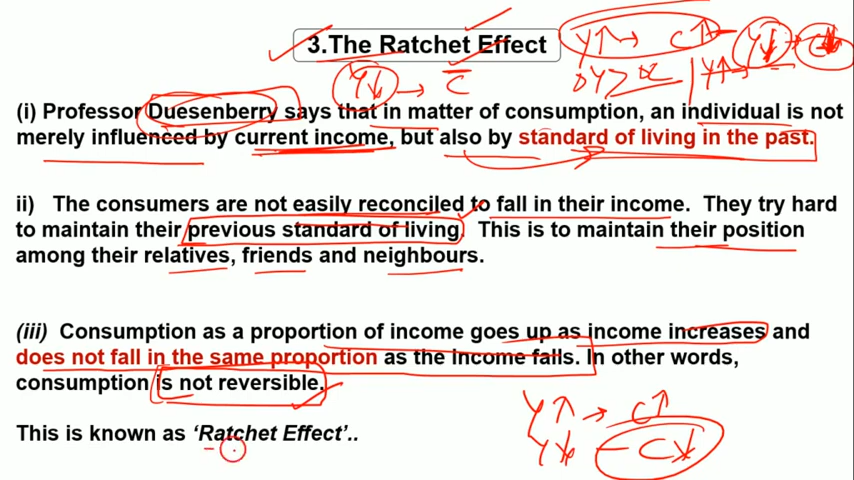 3.The Ratchet Effect
Y↑ → C↑
Y↓ → C̅
(i) Professor Duesenberry says that in matter of consumption, an individual is not
merely influenced by current income, but also by standard of living in the past.
ii) The consumers are not easily reconciled to fall in their income. They try hard
to maintain their previous standard of living. This is to maintain their position
among their relatives, friends and neighbours.
(iii) Consumption as a proportion of income goes up as income increases and
does not fall in the same proportion as the income falls. In other words,
consumption is not reversible.
Y↑ → C↑
Y↓ – C↓
This is known as ‘Ratchet Effect’..